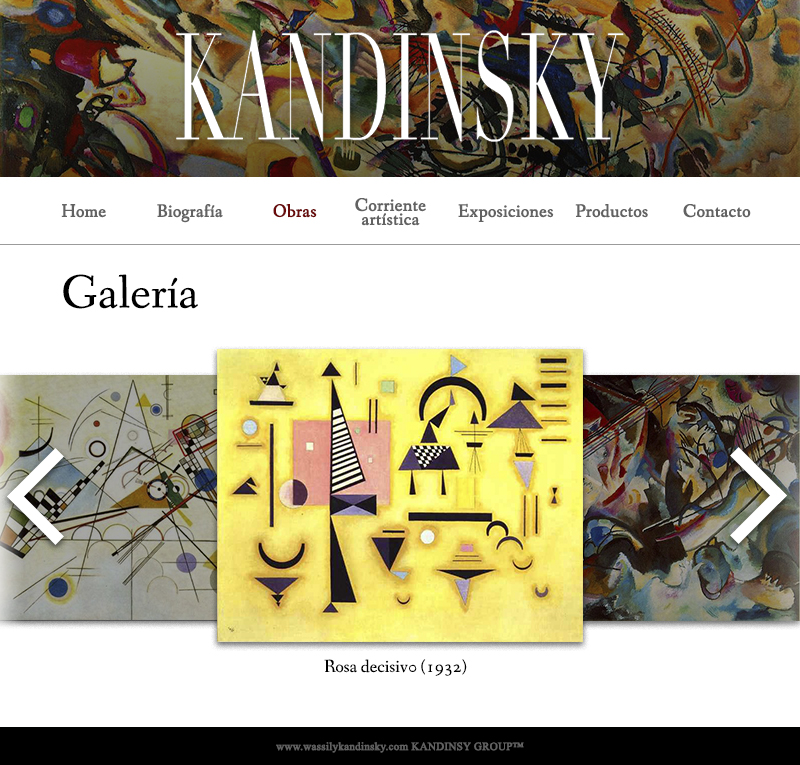 KANDINSKY
Home Biografía Obras Corriente artística Exposiciones Productos Contacto
Galería
Rosa decisivo (1932)
www.wassilykandinsky.com KANDINSY GROUP™